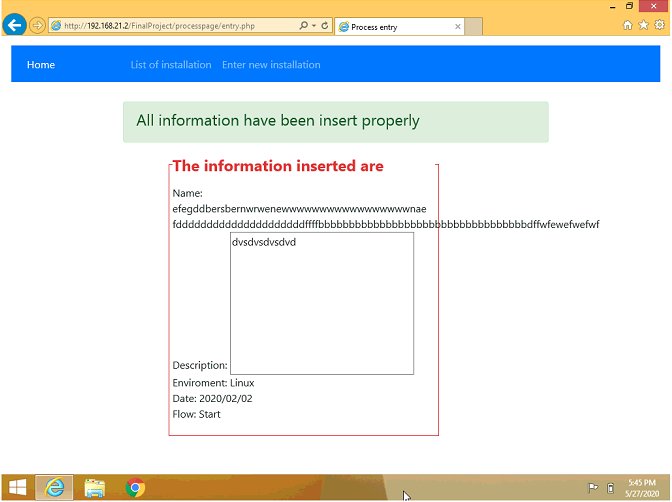 http://192.168.21.2/FinalProject/processpage/entry.php
Process entry
Home
List of installation
Enter new installation
All information have been insert properly
The information inserted are
Name:
efegddbersbernwrwenewwwwwwwwwwwwwwwwwnae
fddddddddddddddddddddddffffbbbbbbbbbbbbbbbbbbbbbbbbbbbbbbbbbbdffwfewefwefwf
dvsdvsdvsdvd
Description:
Enviroment: Linux
Date: 2020/02/02
Flow: Start
5:45 PM
5/27/2020